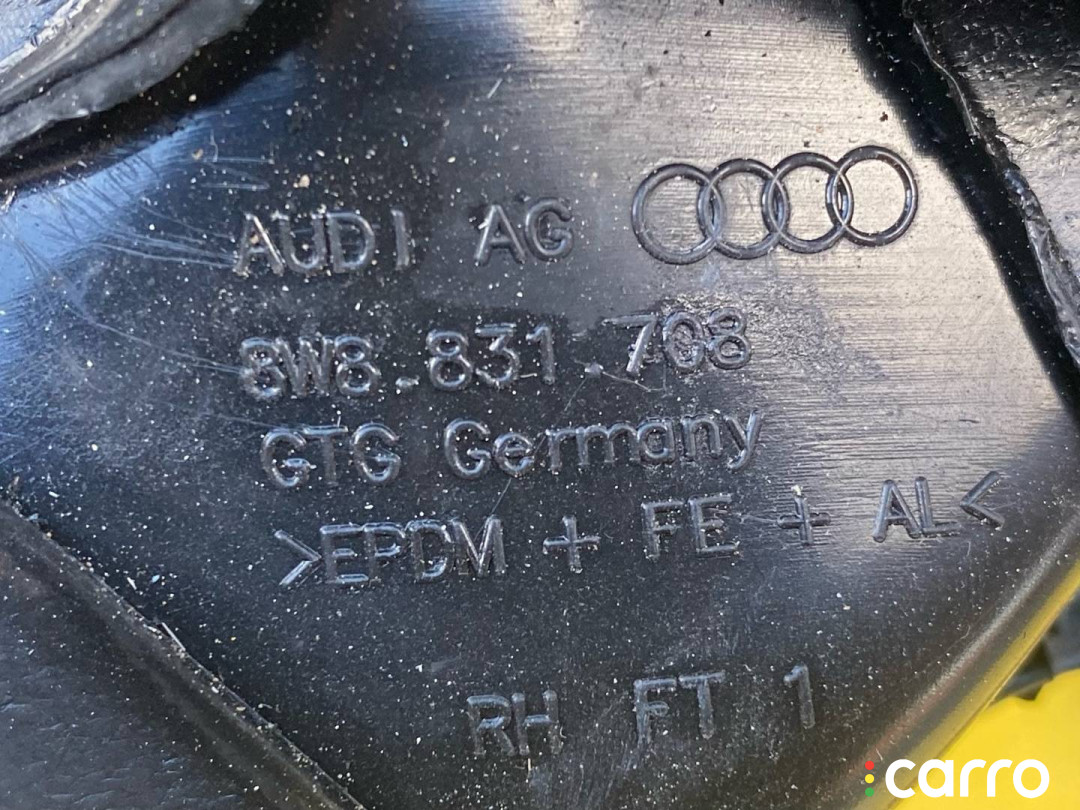 AUDI AG
8W8.831.708
GTG Germany
>EPDM + FE + AL<
RH FT 1
carro